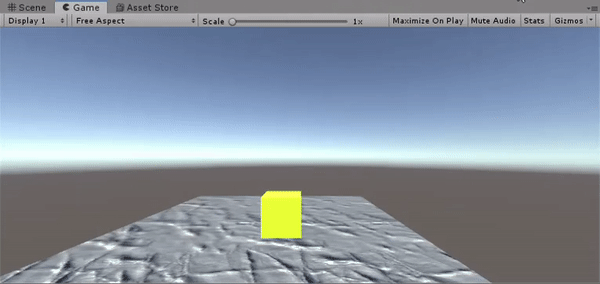 Scene Game Asset Store
Display 1 Free Aspect Scale 1x Maximize On Play Mute Audio Stats Gizmos